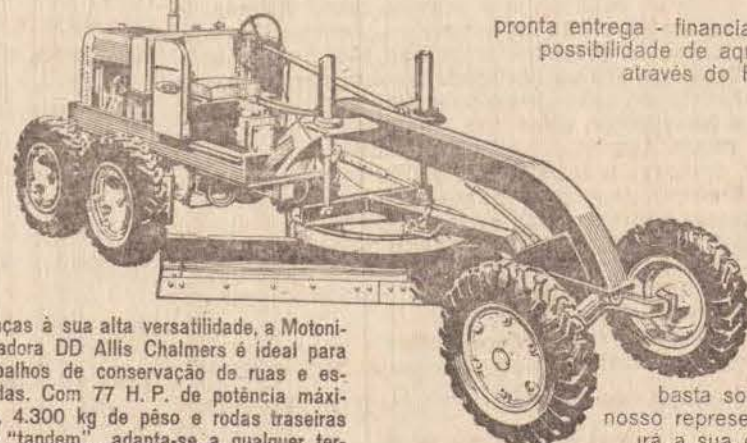 pronta entrega - financia
possibilidade de aqu
através do
ças à sua alta versatilidade, a Motoni-
adora DD Allis Chalmers é ideal para
balhos de conservação de ruas e es-
das. Com 77 H. P. de potência máxi-
4.300 kg de pêso e rodas traseiras
"tandem", adapta-se a qualquer ter-
basta so
nosso represe
irá a sua